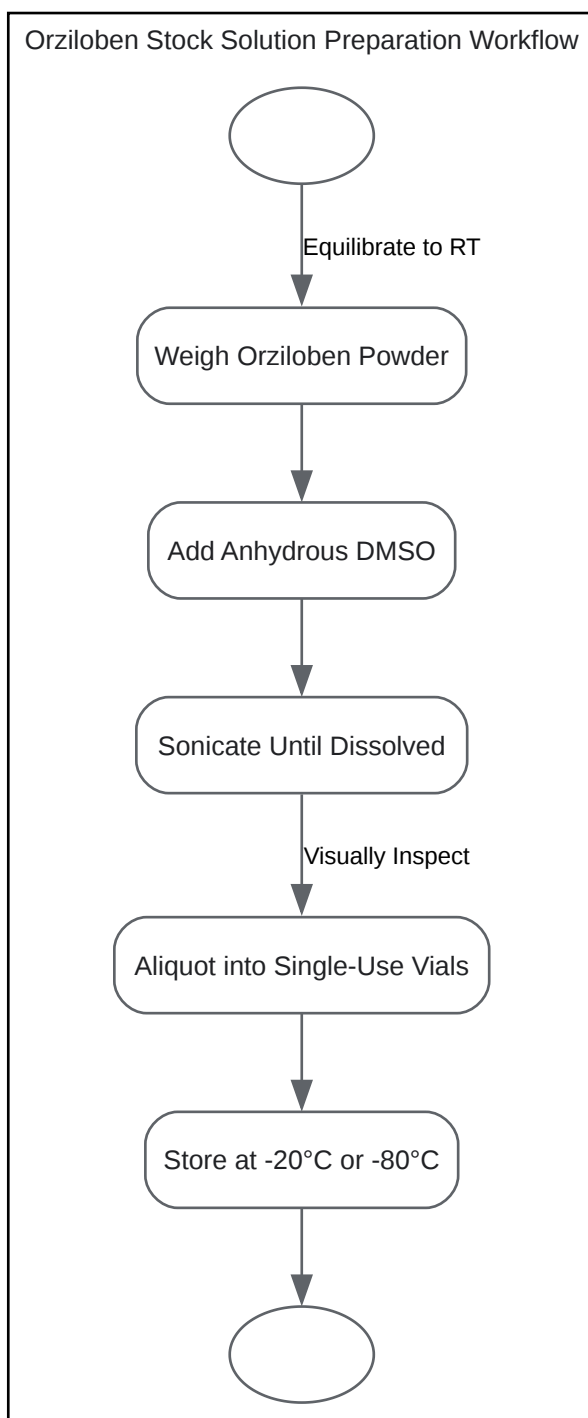 Orziloben Stock Solution Preparation Workflow
Equilibrate to RT
Weigh Orziloben Powder
Add Anhydrous DMSO
Sonicate Until Dissolved
Visually Inspect
Aliquot into Single-Use Vials
Store at -20°C or -80°C